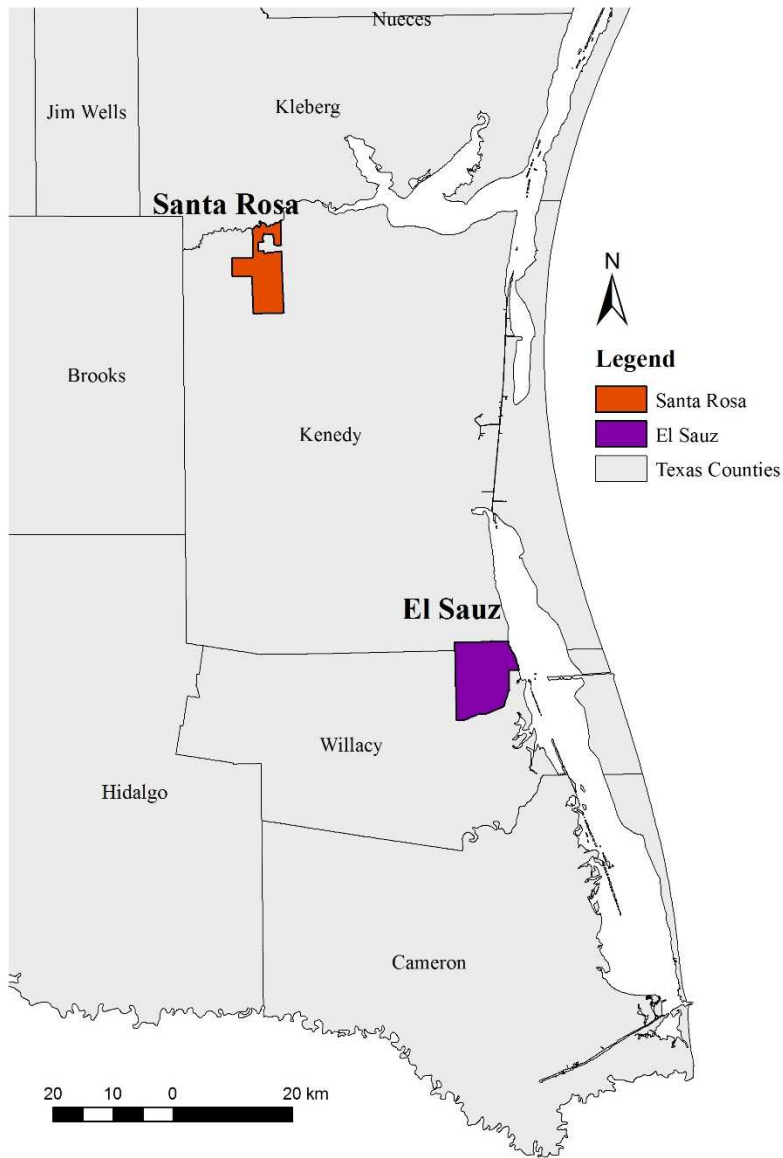 Nueces
Jim Wells
Kleberg
Santa Rosa
N
Legend
Santa Rosa
El Sauz
Texas Counties
Brooks
Kenedy
El Sauz
Willacy
Hidalgo
Cameron
20 10 0 20 km